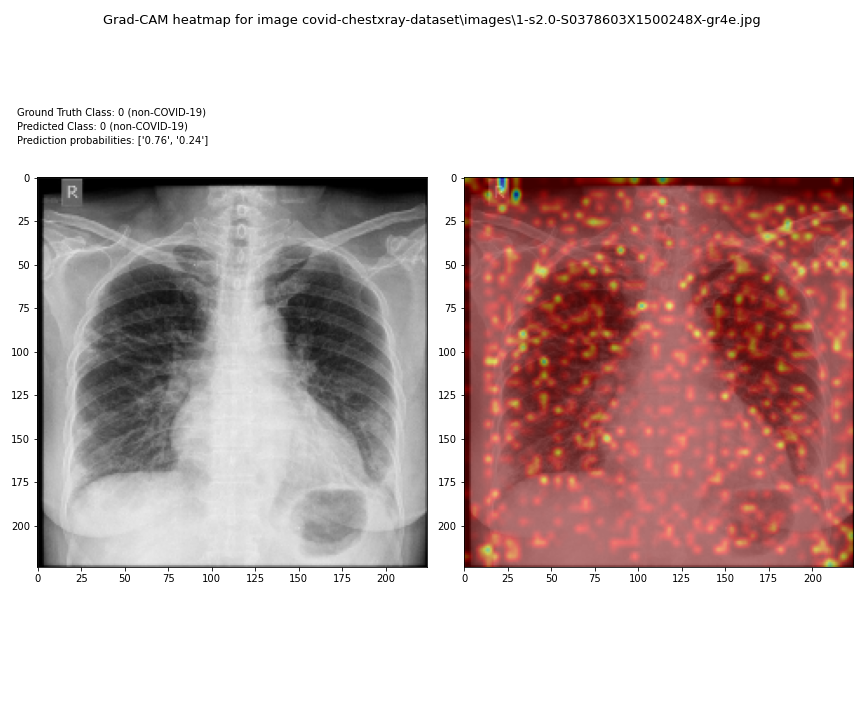 Grad-CAM heatmap for image covid-chestxray-dataset\images\1-s2.0-S0378603X1500248X-gr4e.jpg
Ground Truth Class: 0 (non-COVID-19)
Predicted Class: 0 (non-COVID-19)
Prediction probabilities: ['0.76', '0.24']
R
R
0
25
50
75
100
125
150
175
200
0 25 50 75 100 125 150 175 200
0
25
50
75
100
125
150
175
200
0 25 50 75 100 125 150 175 200